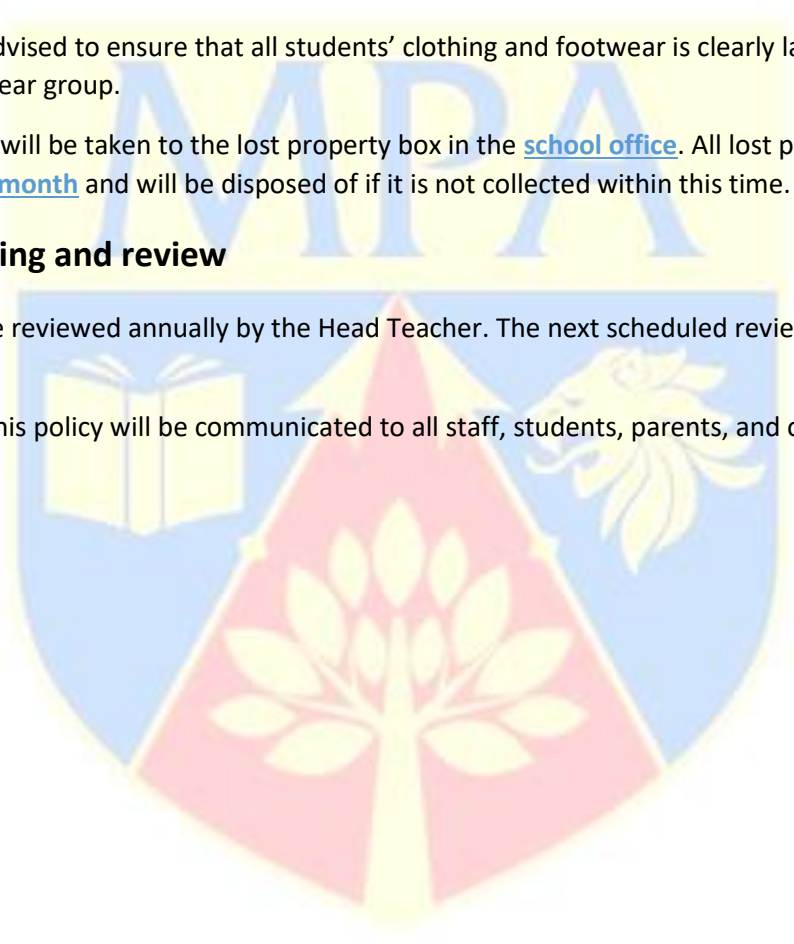 dvised to ensure that all students’ clothing and footwear is clearly la
MPA
ear group.
will be taken to the lost property box in the school office. All lost p
month and will be disposed of if it is not collected within this time.
ing and review
e reviewed annually by the Head Teacher. The next scheduled revie
his policy will be communicated to all staff, students, parents, and o